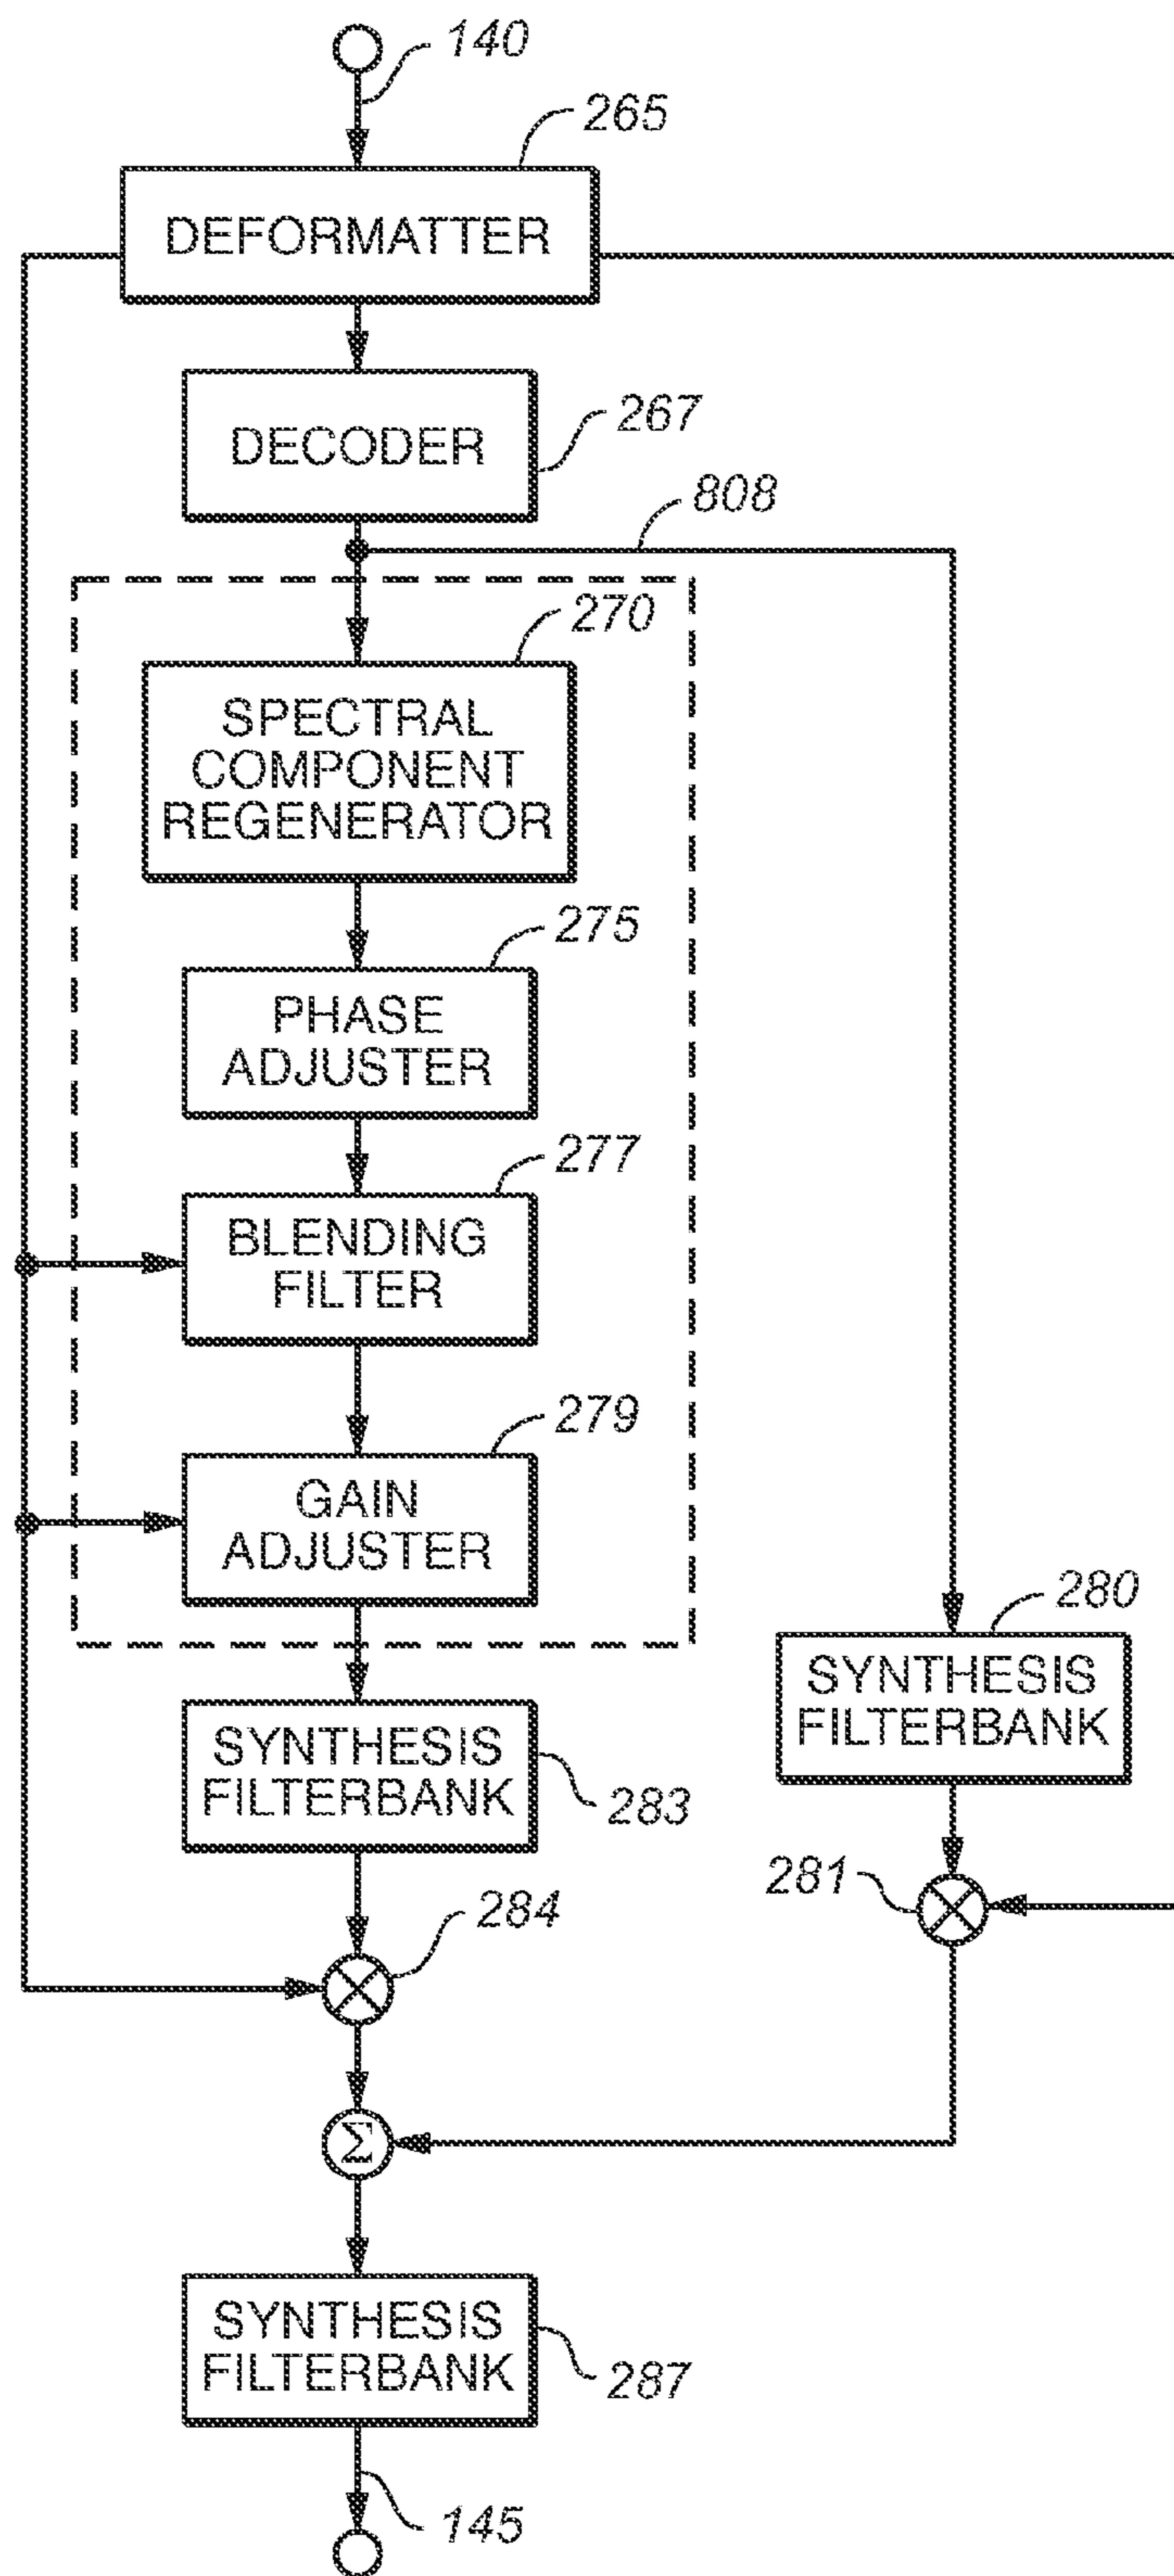 140
265
DEFORMATTER
267
DECODER
808
270
SPECTRAL
COMPONENT
REGENERATOR
275
PHASE
ADJUSTER
277
BLENDING
FILTER
279
GAIN
ADJUSTER
280
SYNTHESIS
FILTERBANK
SYNTHESIS
FILTERBANK
283
281
284
Σ
SYNTHESIS
FILTERBANK
287
145